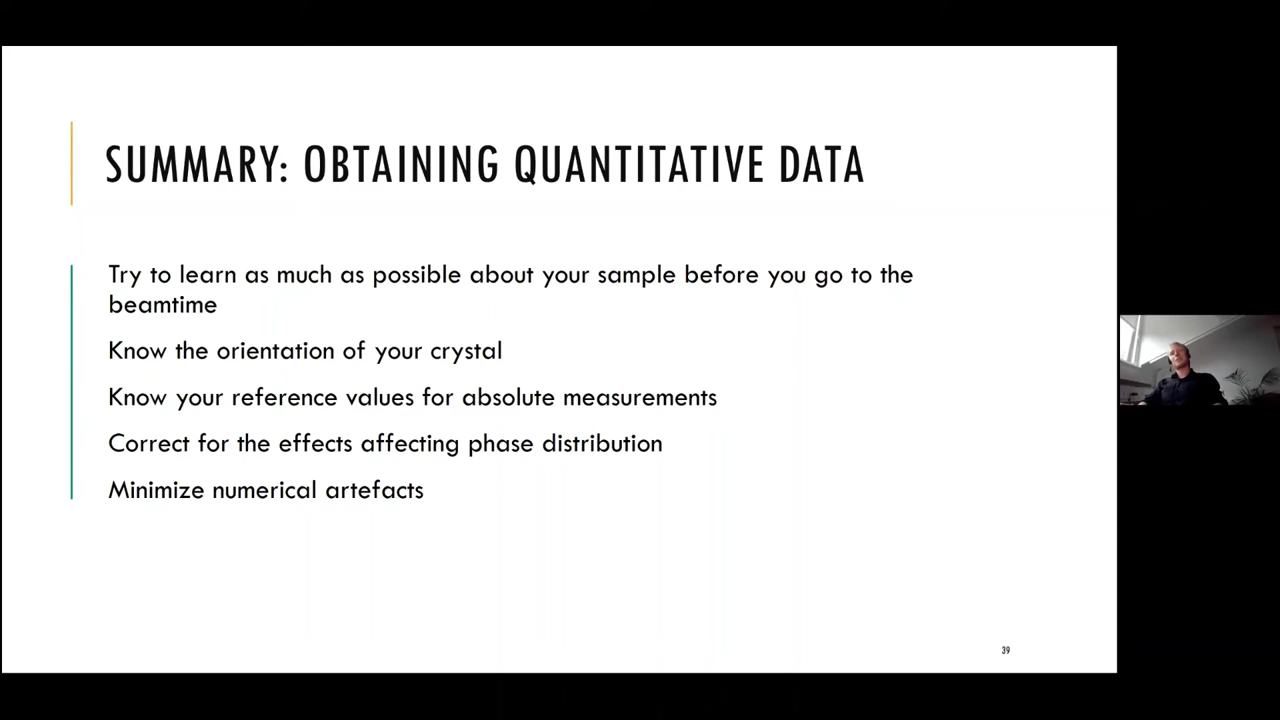 SUMMARY: OBTAINING QUANTITATIVE DATA
Try to learn as much as possible about your sample before you go to the
beamtime
Know the orientation of your crystal
Know your reference values for absolute measurements
Correct for the effects affecting phase distribution
Minimize numerical artefacts
39